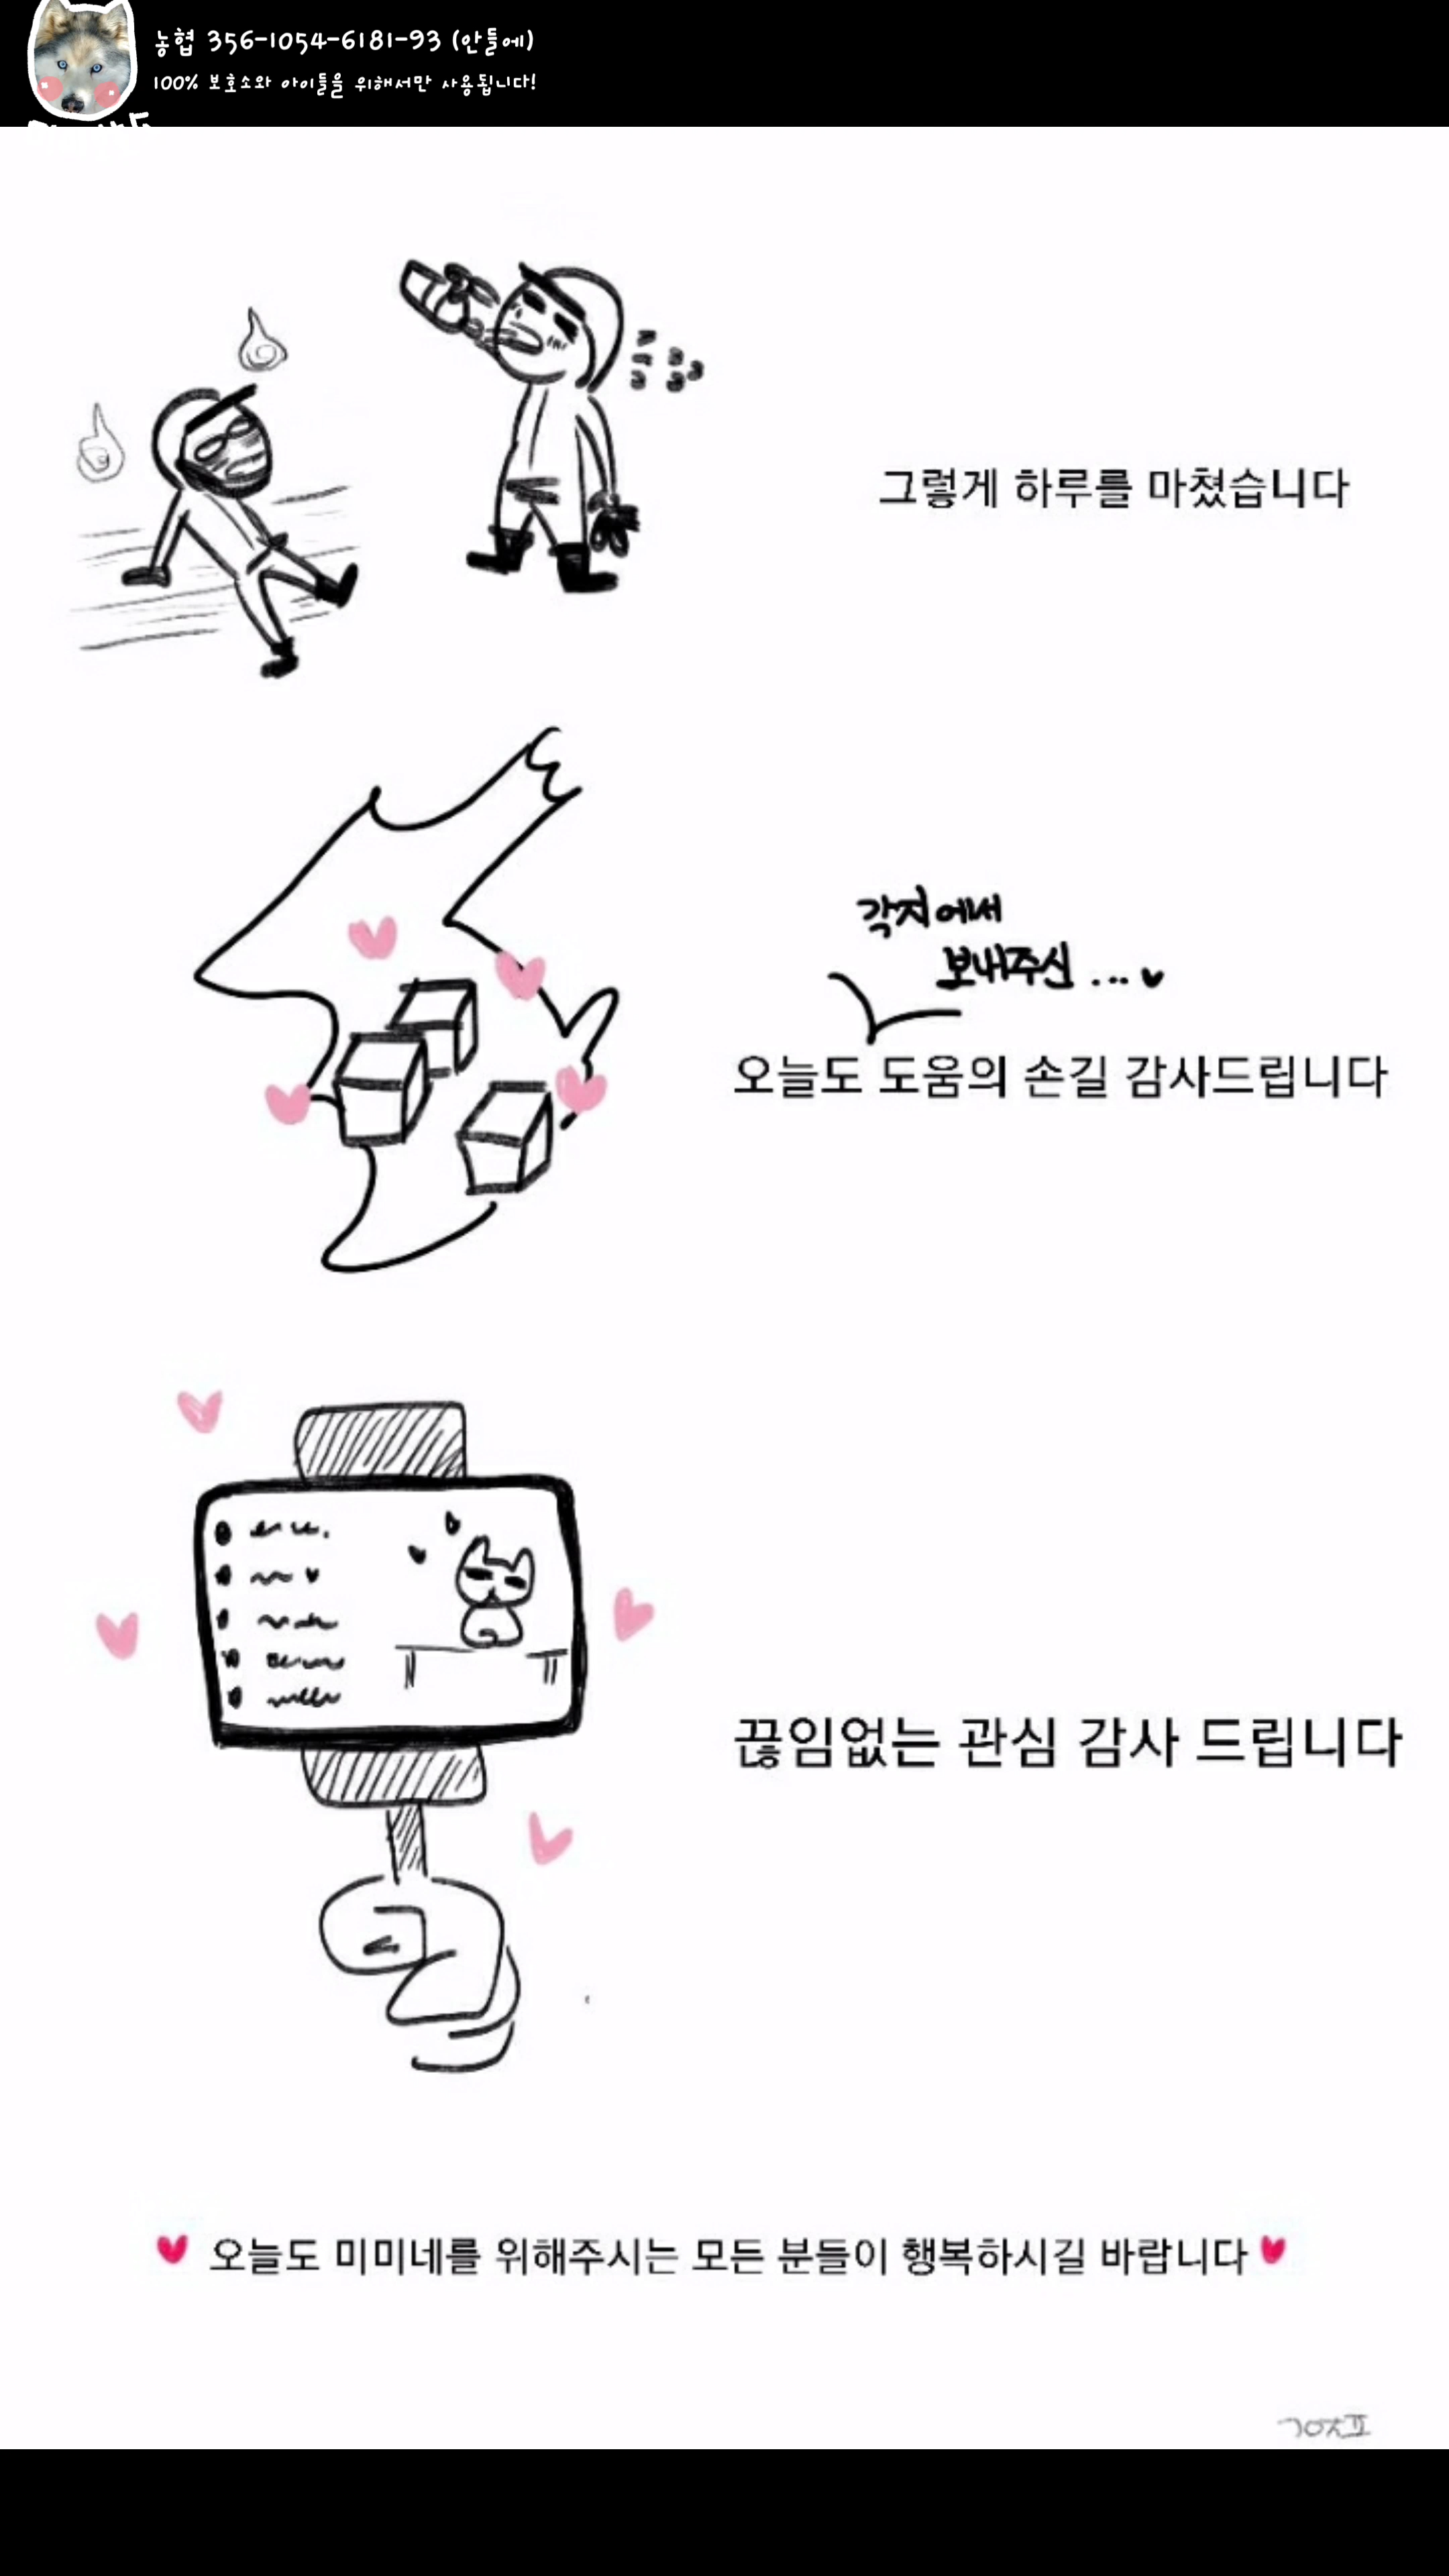 농협 356-1054-6181-93 (안들에)
100% 보호소와 아이들을 위해서만 사용됩니다!
그렇게 하루를 마쳤습니다
각지에서
보내주신 ...♥
오늘도 도움의 손길 감사드립니다
끊임없는 관심 감사 드립니다
♥ 오늘도 미미네를 위해주시는 모든 분들이 행복하시길 바랍니다 ♥